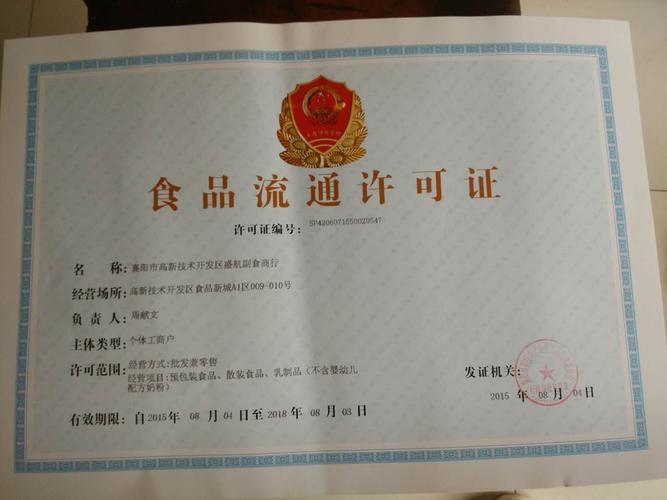 食品流通许可证
许可证编号：SP4206071550029547
名 称：襄阳市高新技术开发区盛航副食商行
经营场所：高新技术开发区食品新城A1区009-010号
负 责 人：周献文
主体类型：个体工商户
许可范围：经营方式：批发兼零售
经营项目：预包装食品、散装食品、乳制品（不含婴幼儿
配方奶粉）
发证机关：
2015 年 08 月 04 日
有效期限：自 2015 年 08 月 04 日至 2018 年 08 月 03 日